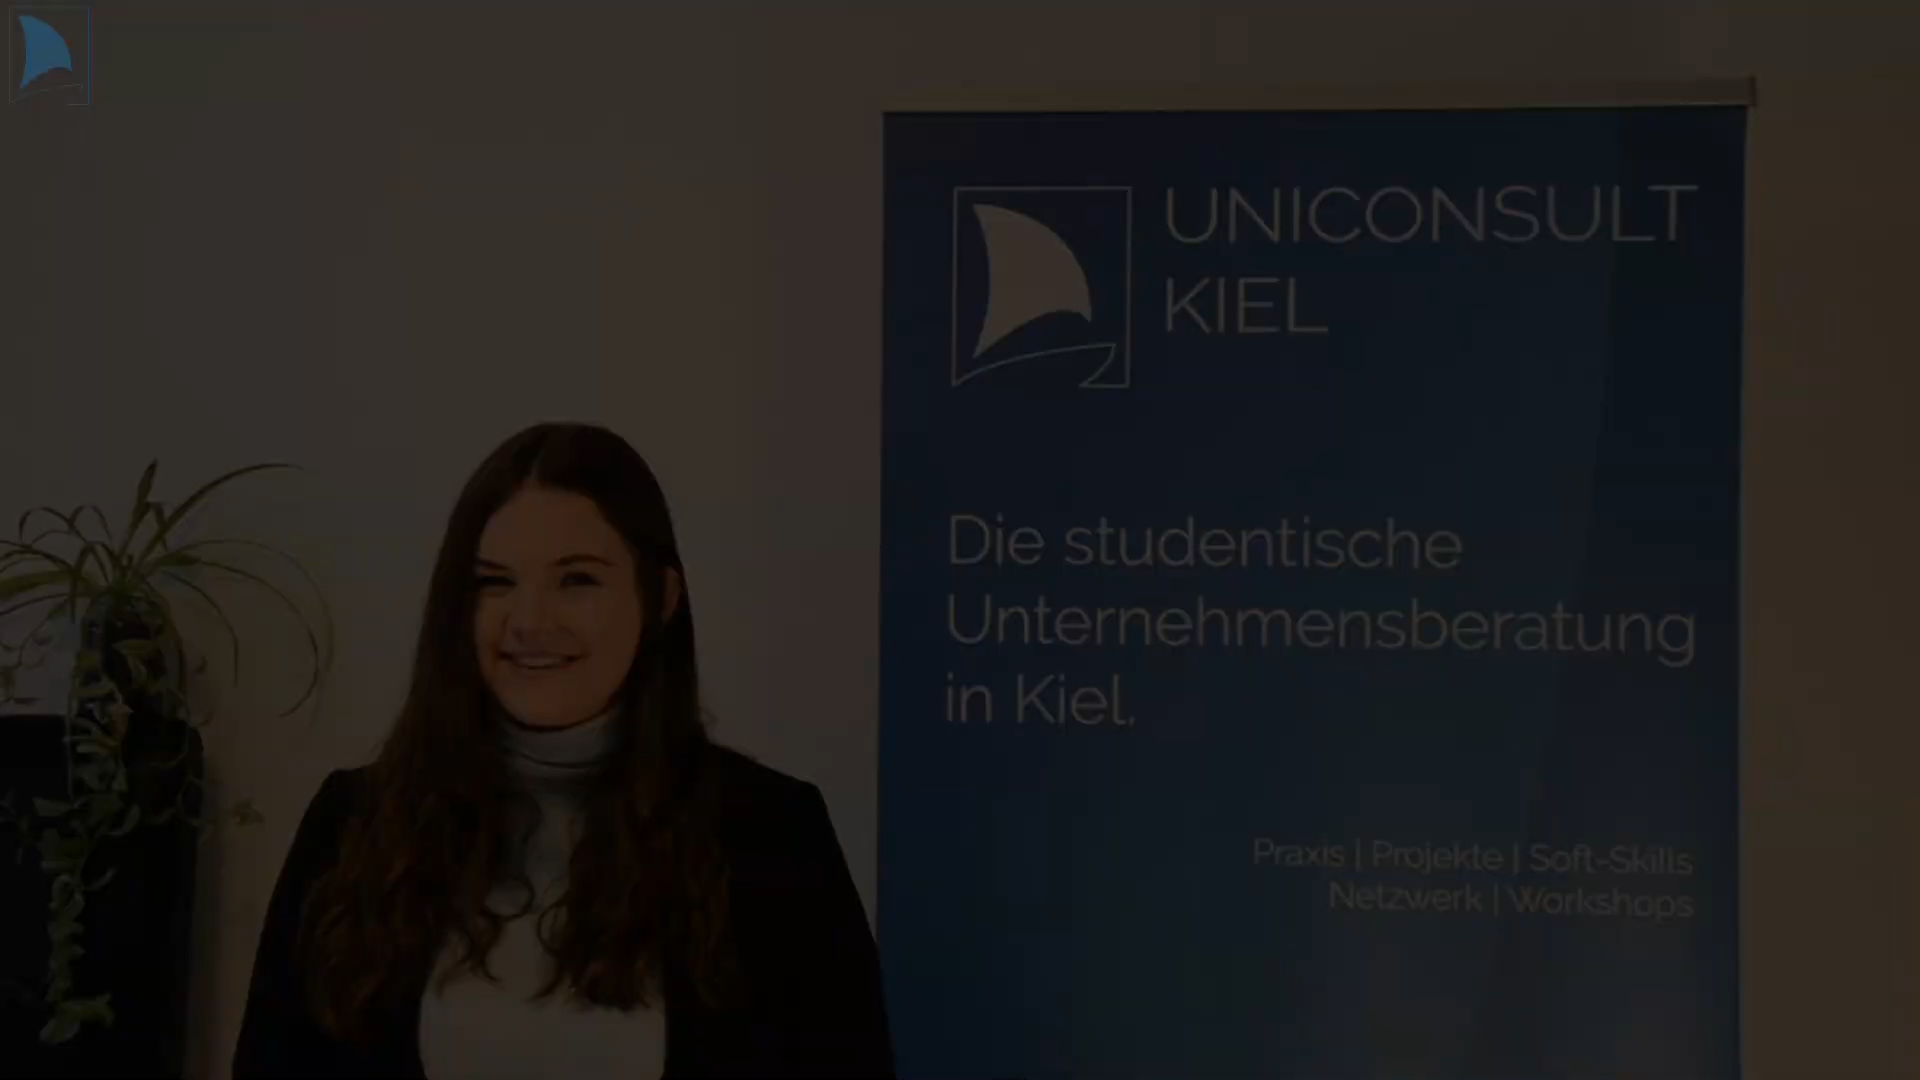 UNICONSULT
KIEL
Die studentische
Unternehmensberatung
in Kiel.
Praxis | Projekte | Soft-Skills
Netzwerk | Workshops